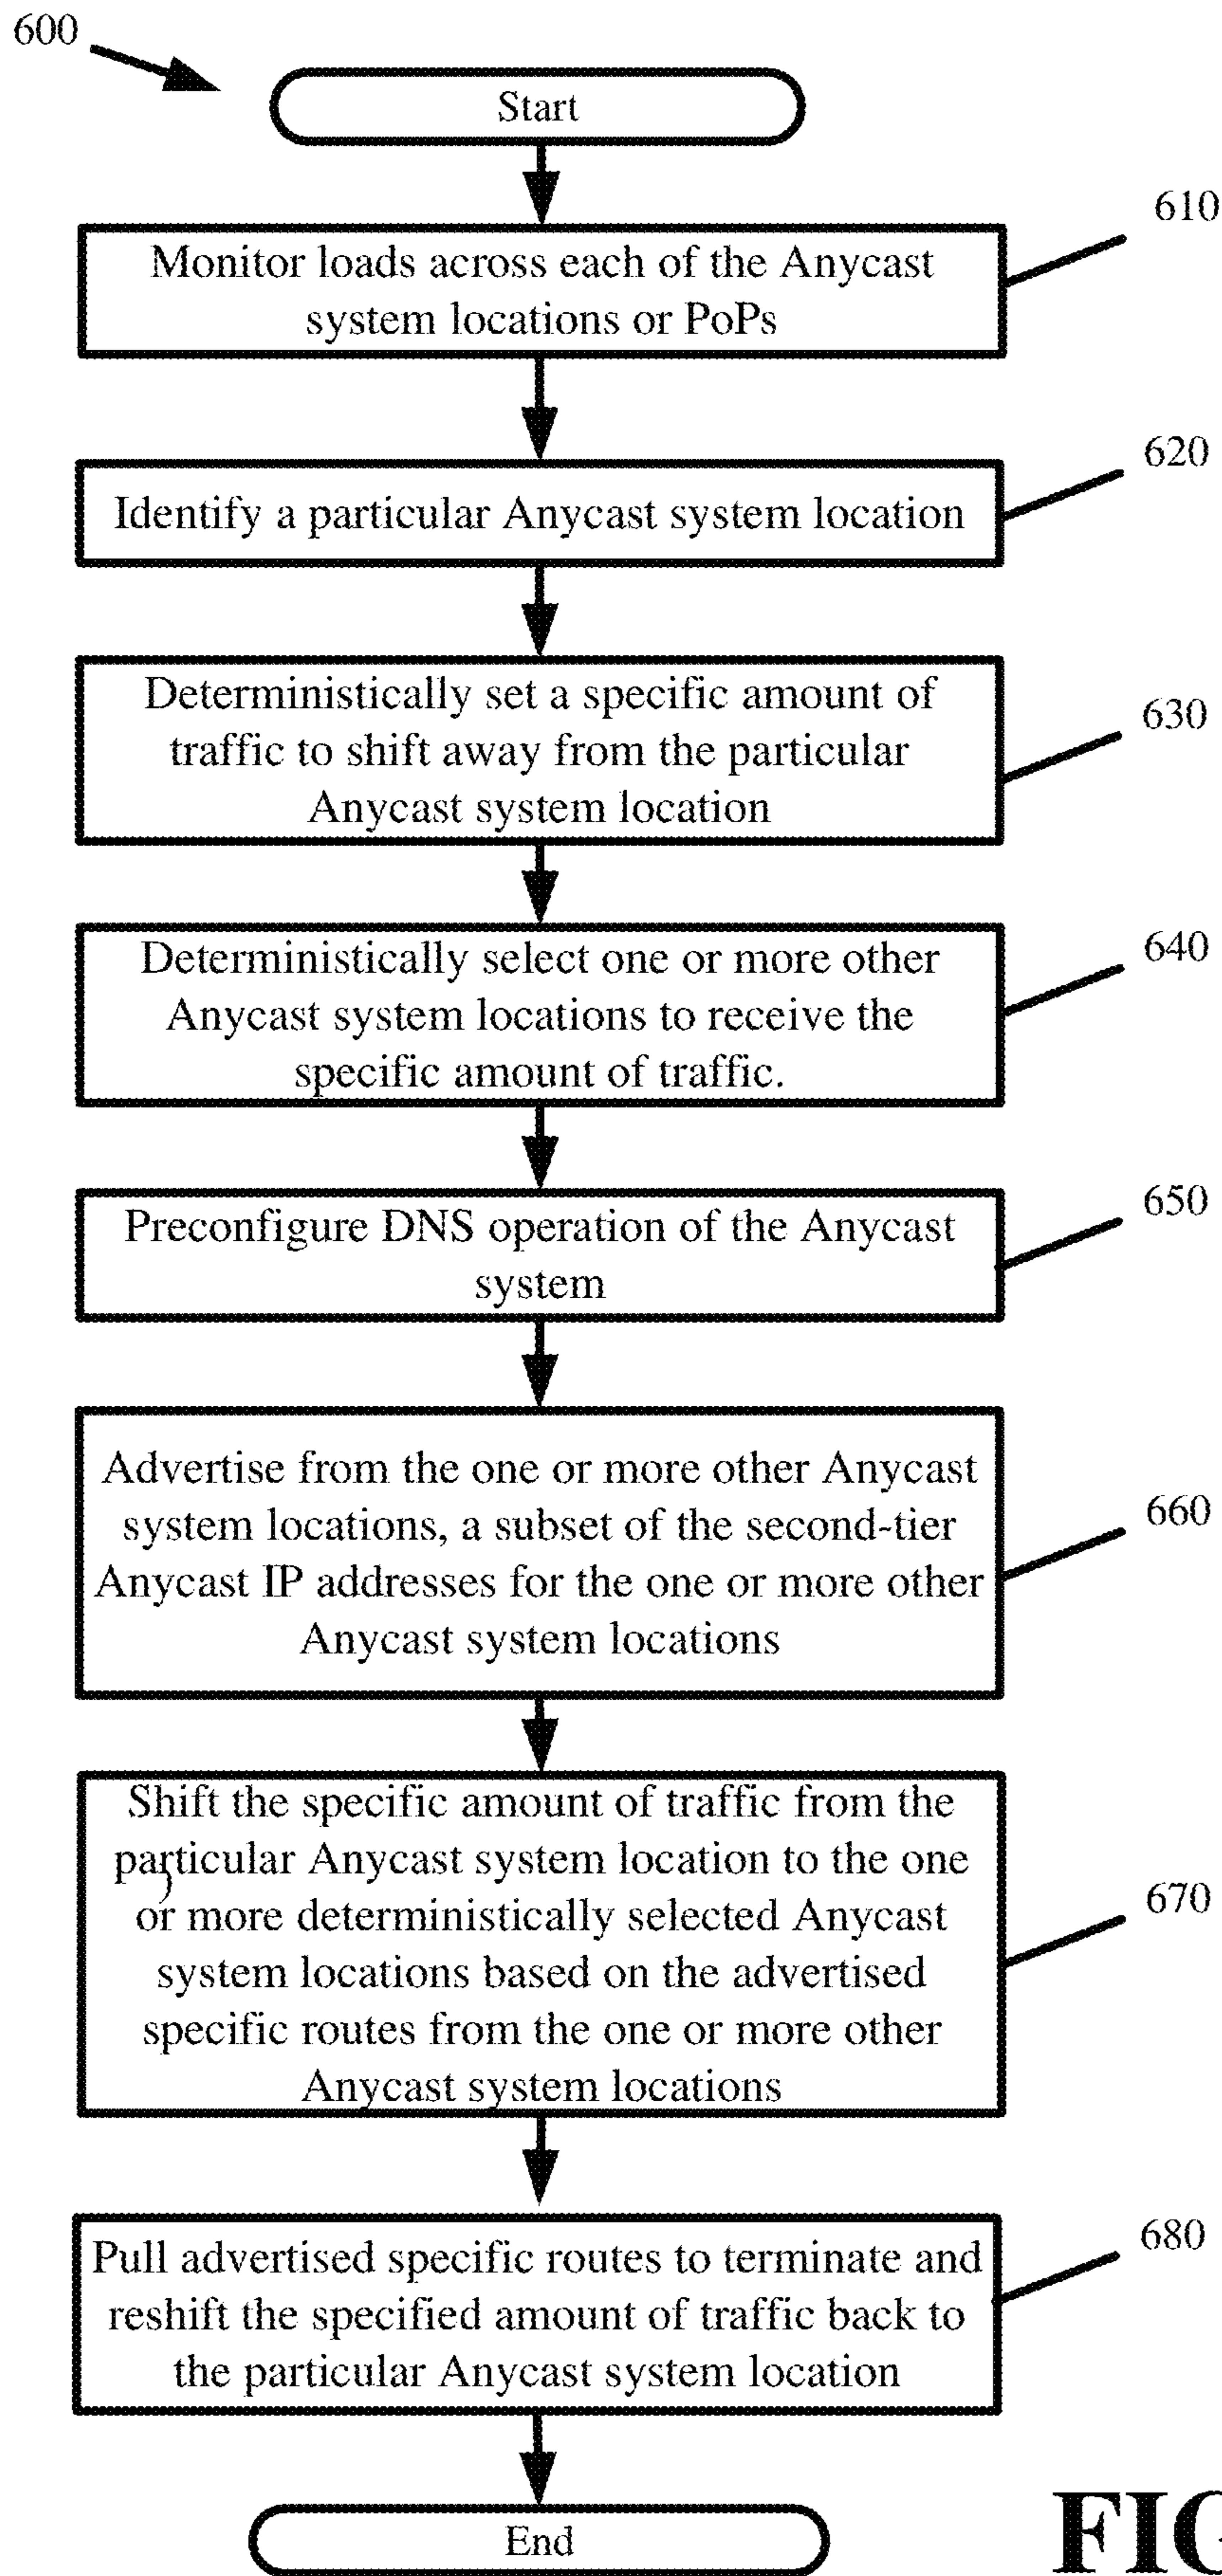 600
Start
610
Monitor loads across each of the Anycast
system locations or PoPs
620
Identify a particular Anycast system location
630
Deterministically set a specific amount of
traffic to shift away from the particular
Anycast system location
640
Deterministically select one or more other
Anycast system locations to receive the
specific amount of traffic.
650
Preconfigure DNS operation of the Anycast
system
660
Advertise from the one or more other Anycast
system locations, a subset of the second-tier
Anycast IP addresses for the one or more other
Anycast system locations
670
Shift the specific amount of traffic from the
particular Anycast system location to the one
or more deterministically selected Anycast
system locations based on the advertised
specific routes from the one or more other
Anycast system locations
680
Pull advertised specific routes to terminate and
reshift the specified amount of traffic back to
the particular Anycast system location
End
FIG